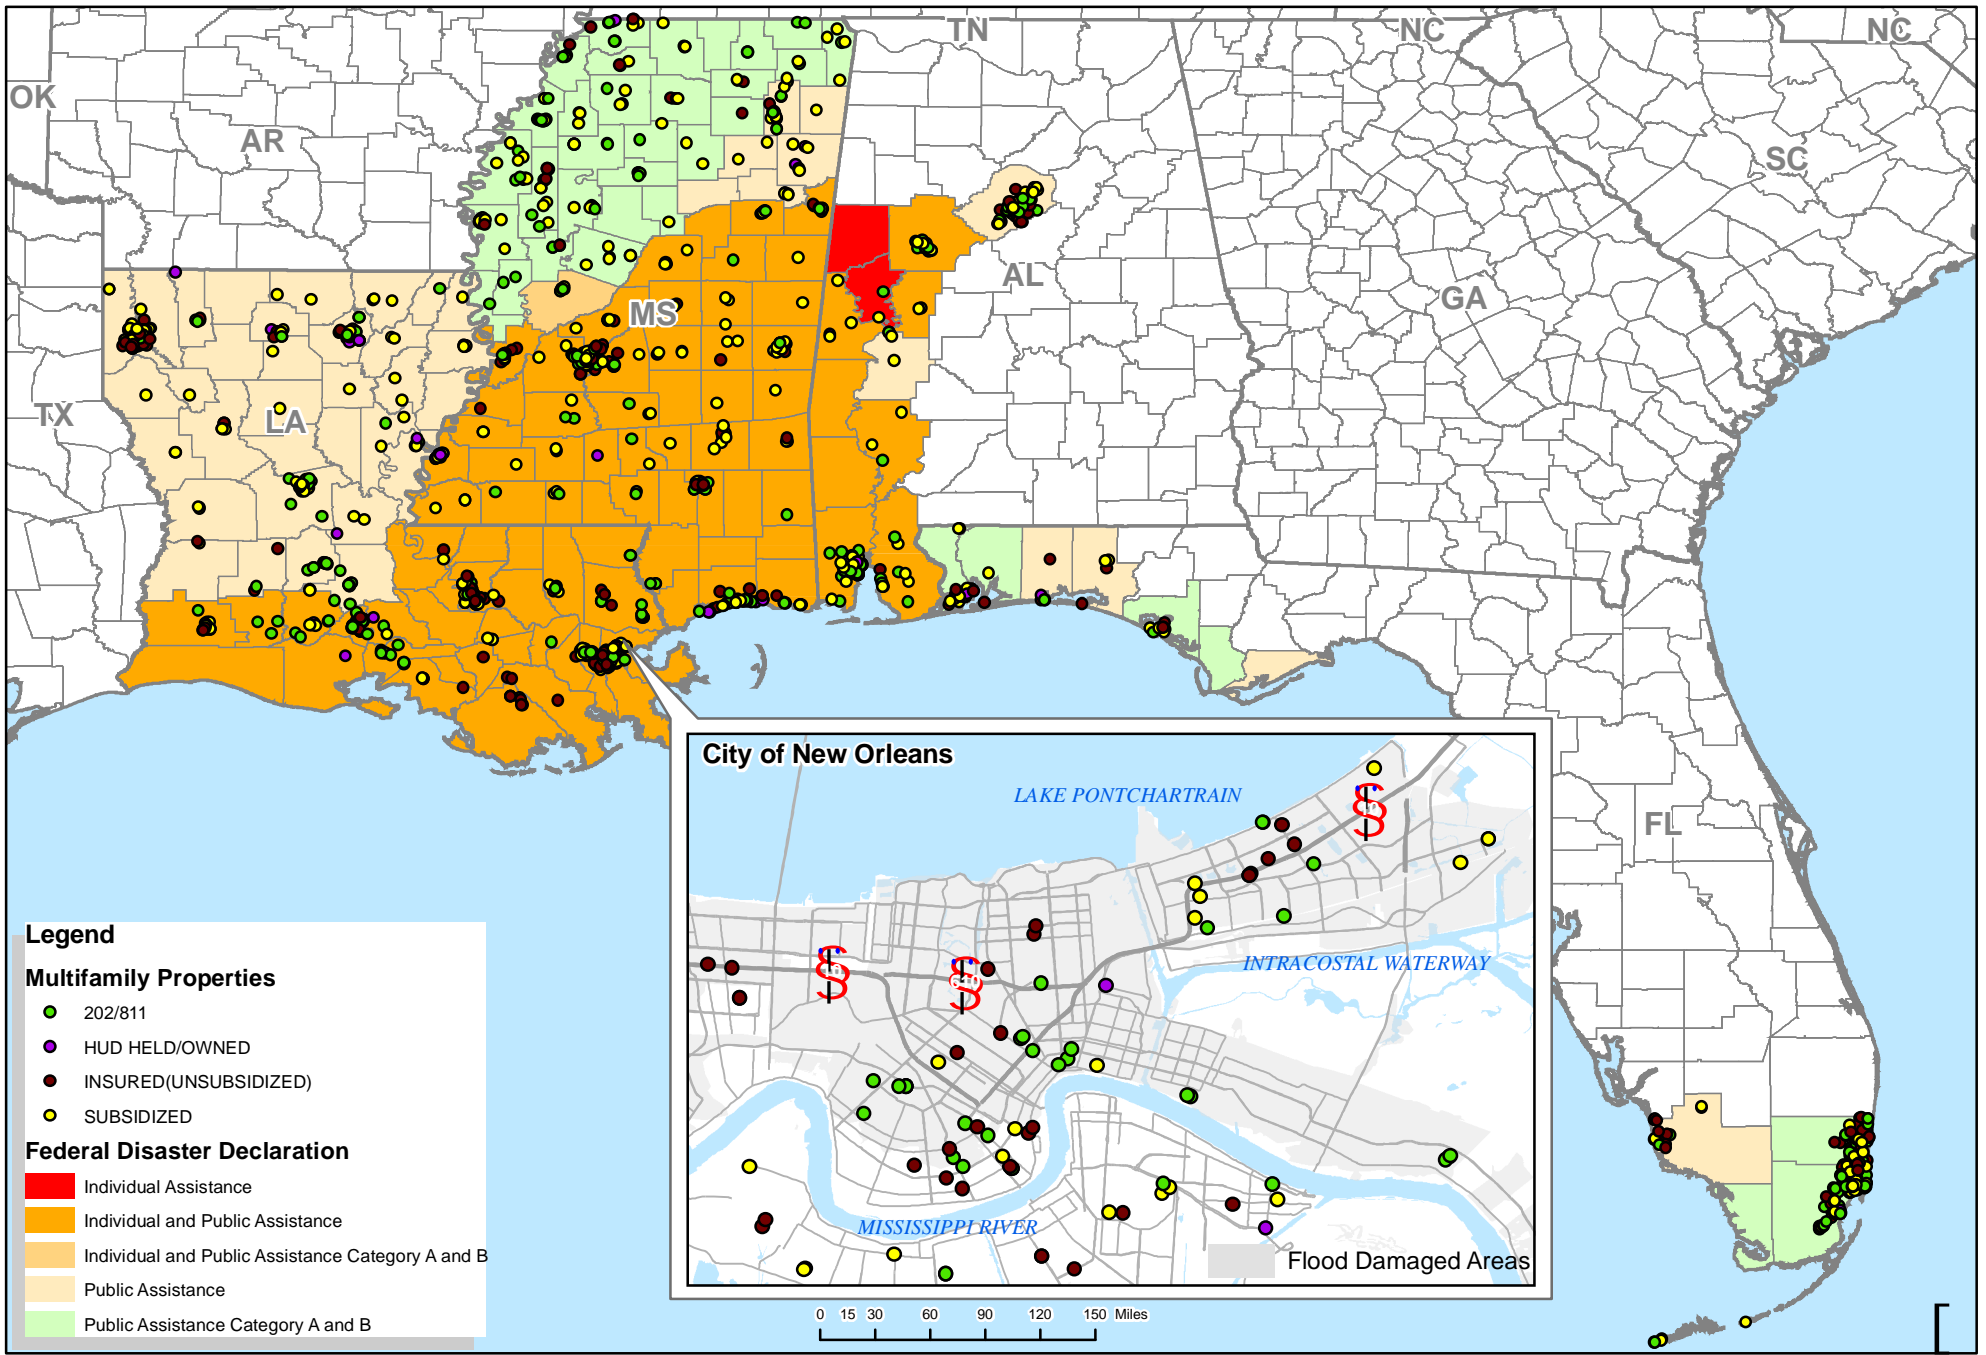 TN
NC
NC
OK
AR
SC
AL
GA
MS
TX
LA
FL
City of New Orleans
LAKE PONTCHARTRAIN
INTRACOSTAL WATERWAY
MISSISSIPPI RIVER
Flood Damaged Areas
Legend
Multifamily Properties
202/811
HUD HELD/OWNED
INSURED(UNSUBSIDIZED)
SUBSIDIZED
Federal Disaster Declaration
Individual Assistance
Individual and Public Assistance
Individual and Public Assistance Category A and B
Public Assistance
Public Assistance Category A and B
0 15 30 60 90 120 150 Miles